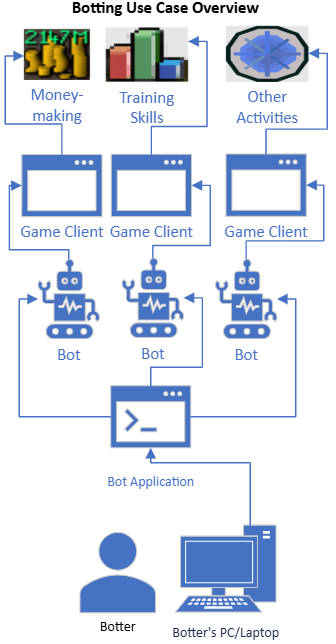 Botting Use Case Overview
2147M
Money-
making
Training
Skills
Other
Activities
Game Client
Game Client
Game Client
Bot
Bot
Bot
Bot Application
Botter
Botter's PC/Laptop